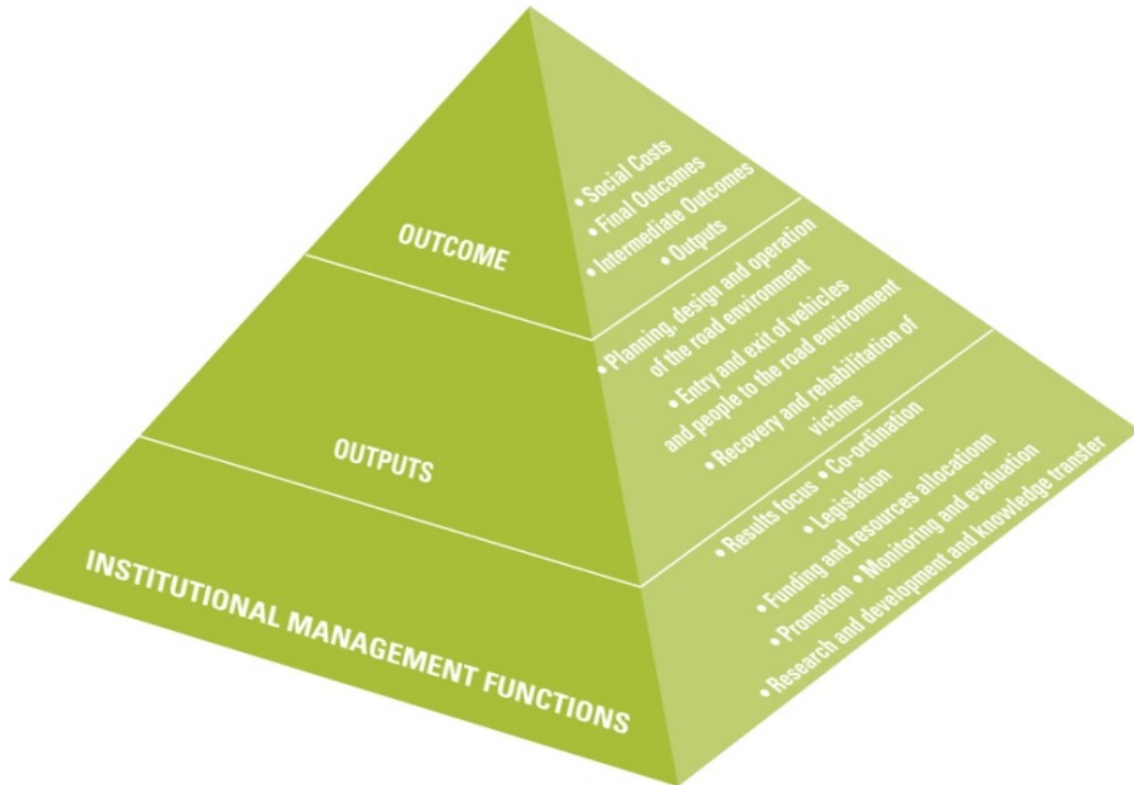 OUTCOME
• Social Costs
• Final Outcomes
• Intermediate Outcomes
• Outputs
OUTPUTS
• Planning, design and operation
of the road environment
• Entry and exit of vehicles
and people to the road environment
• Recovery and rehabilitation of
victims
INSTITUTIONAL MANAGEMENT FUNCTIONS
• Results focus • Co-ordination
• Legislation
• Funding and resources allocationn
• Promotion • Monitoring and evaluation
• Research and development and knowledge transfer